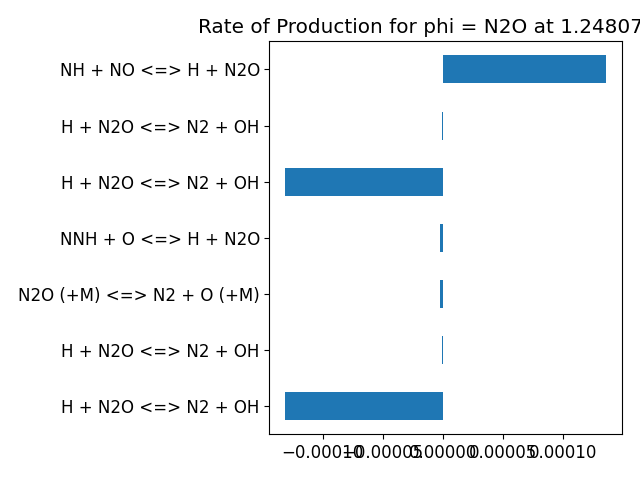 Rate of Production for phi = N2O at 1.24807
NH + NO <=> H + N2O
H + N2O <=> N2 + OH
H + N2O <=> N2 + OH
NNH + O <=> H + N2O
N2O (+M) <=> N2 + O (+M)
H + N2O <=> N2 + OH
H + N2O <=> N2 + OH
−0.00010 −0.00005 0.00000 0.00005 0.00010